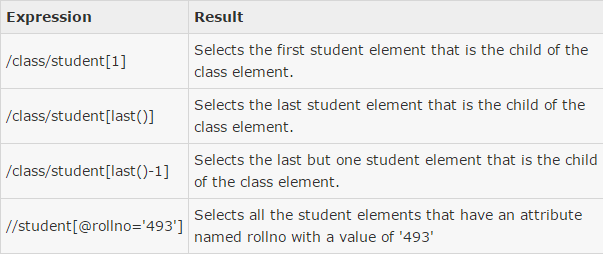 Expression Result
/class/student[1] Selects the first student element that is the child of the
class element.
/class/student[last()] Selects the last student element that is the child of the
class element.
/class/student[last()-1] Selects the last but one student element that is the child
of the class element.
//student[@rollno='493'] Selects all the student elements that have an attribute
named rollno with a value of '493'